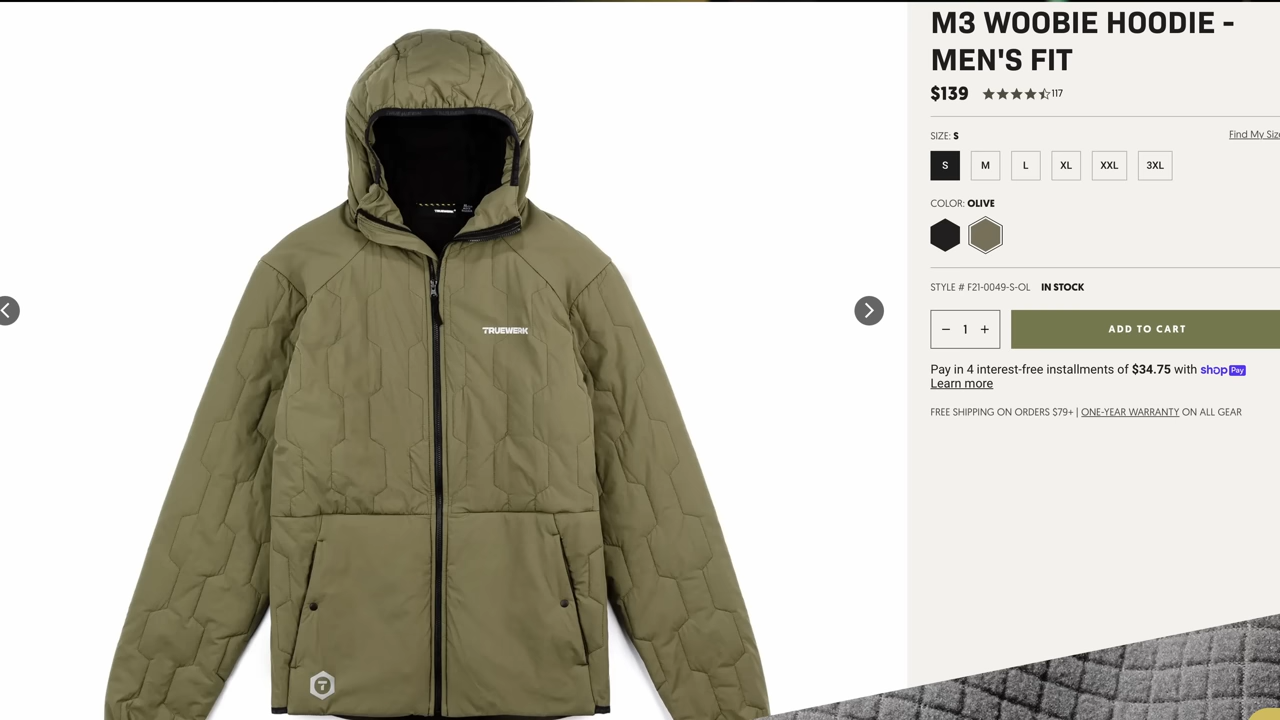 M3 WOOBIE HOODIE -
MEN'S FIT
$139
117
SIZE: S
Find My Siz
S
M
L
XL
XXL
3XL
COLOR: OLIVE
STYLE # F21-0049-S-OL IN STOCK
− 1 +
ADD TO CART
Pay in 4 interest-free installments of $34.75 with shop Pay
Learn more
FREE SHIPPING ON ORDERS $79+ | ONE-YEAR WARRANTY ON ALL GEAR
TRUEWERK
TRUEWERK